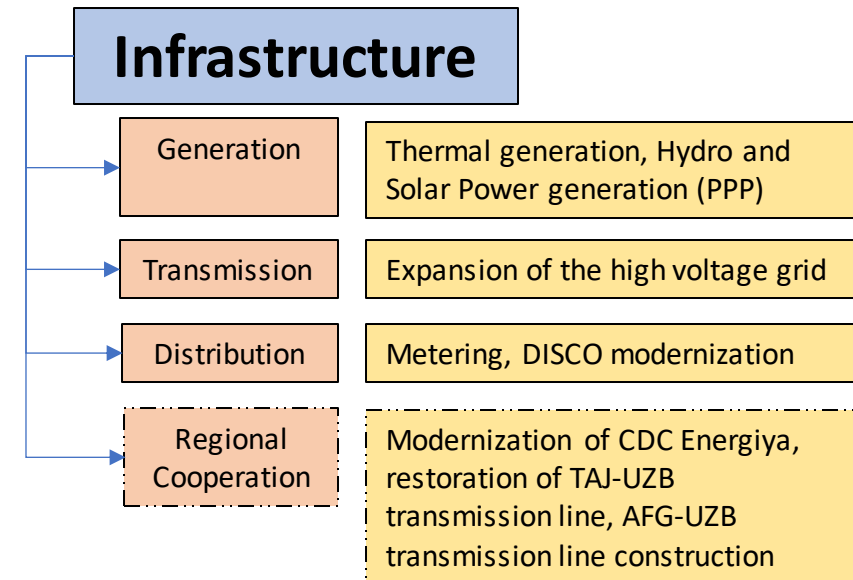 Infrastructure
Generation
Thermal generation, Hydro and
Solar Power generation (PPP)
Transmission
Expansion of the high voltage grid
Distribution
Metering, DISCO modernization
Regional
Cooperation
Modernization of CDC Energiya,
restoration of TAJ-UZB
transmission line, AFG-UZB
transmission line construction